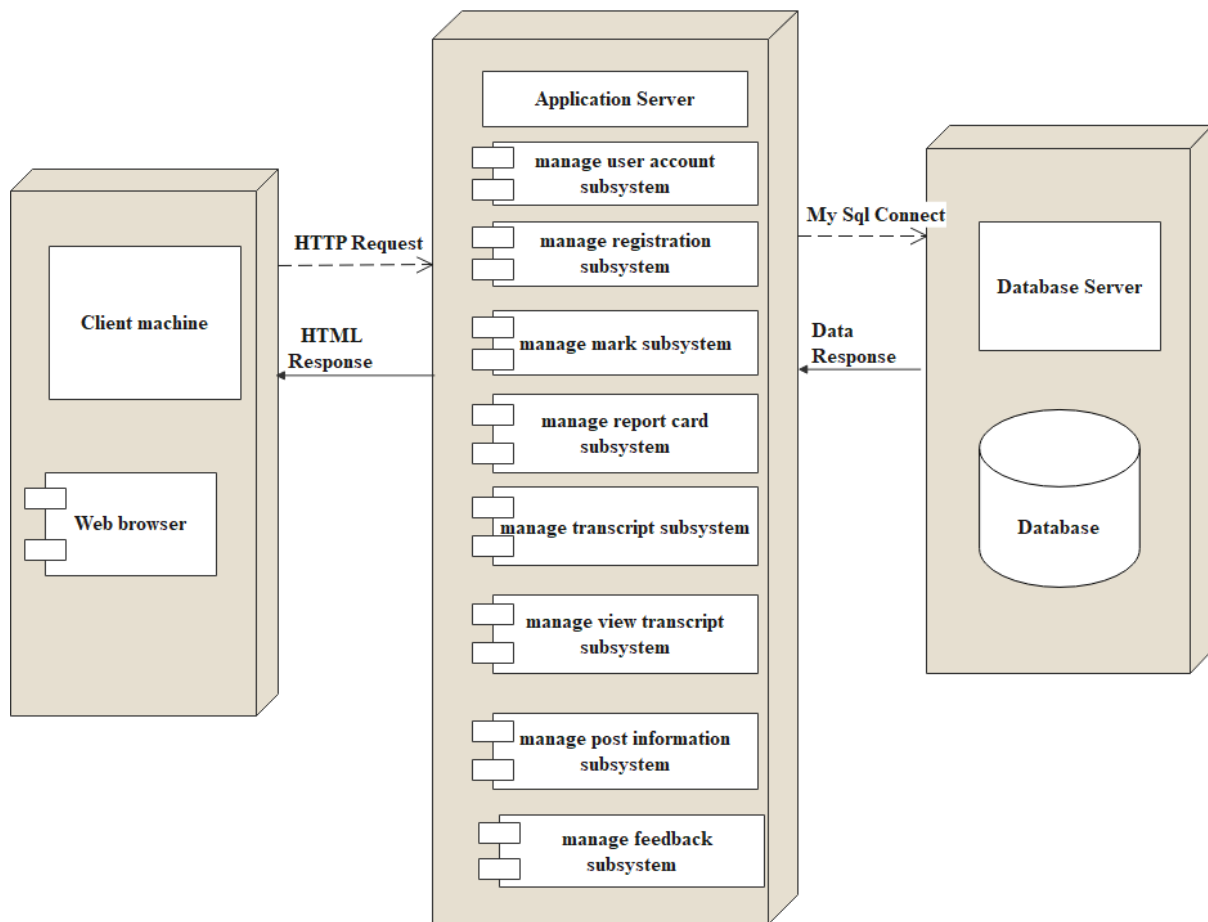 Client machine
Web browser
HTTP Request
HTML
Response
Application Server
manage user account
subsystem
manage registration
subsystem
manage mark subsystem
manage report card
subsystem
manage transcript subsystem
manage view transcript
subsystem
manage post information
subsystem
manage feedback
subsystem
My Sql Connect
Data
Response
Database Server
Database